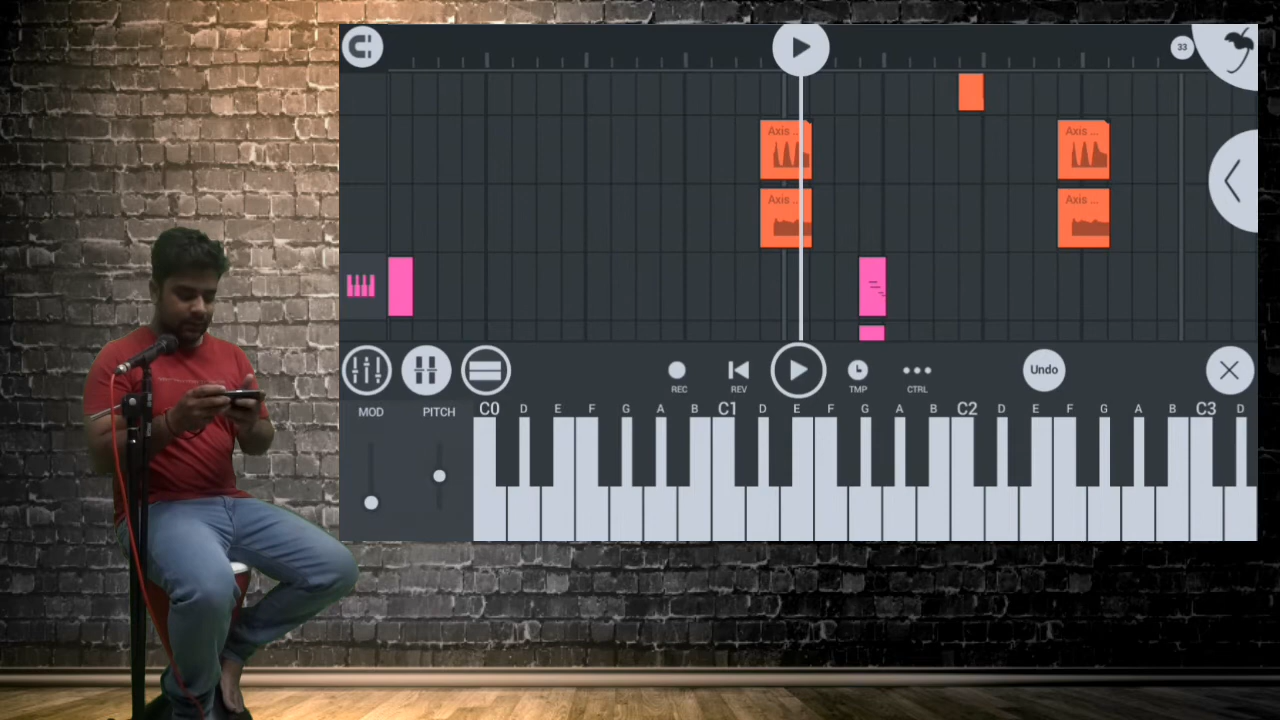 33
Axis ...
Axis ...
Axis ...
Axis ...
REC
REV
TMP
CTRL
Undo
MOD
PITCH
C0 D E F G A B C1 D E F G A B C2 D E F G A B C3 D